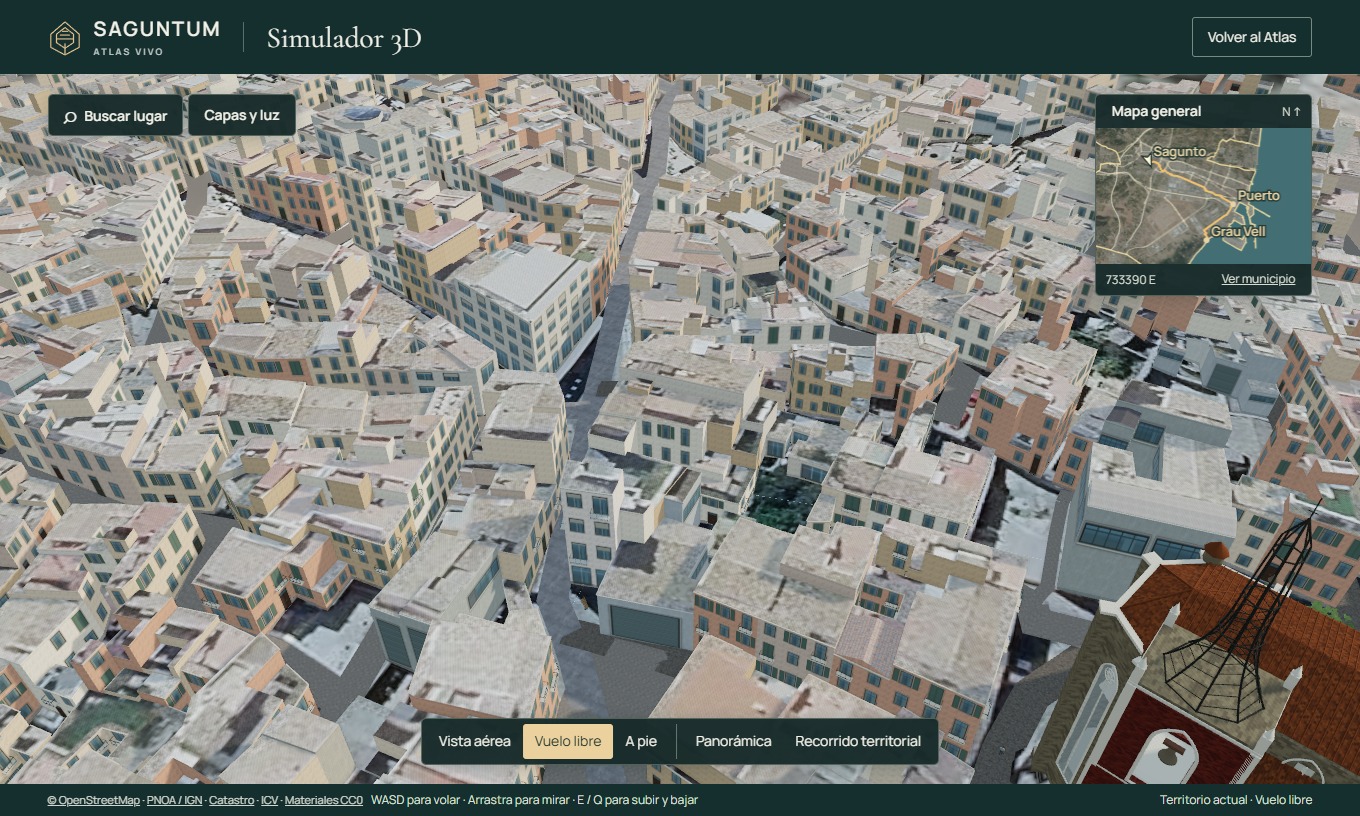 SAGUNTUM
ATLAS VIVO
Simulador 3D
Volver al Atlas
Buscar lugar
Capas y luz
Mapa general
N ↑
Sagunto
Puerto
Grau Vell
733390 E
Ver municipio
Vista aérea
Vuelo libre
A pie
Panorámica
Recorrido territorial
© OpenStreetMap · PNOA / IGN · Catastro · ICV · Materiales CC0
WASD para volar · Arrastra para mirar · E / Q para subir y bajar
Territorio actual · Vuelo libre